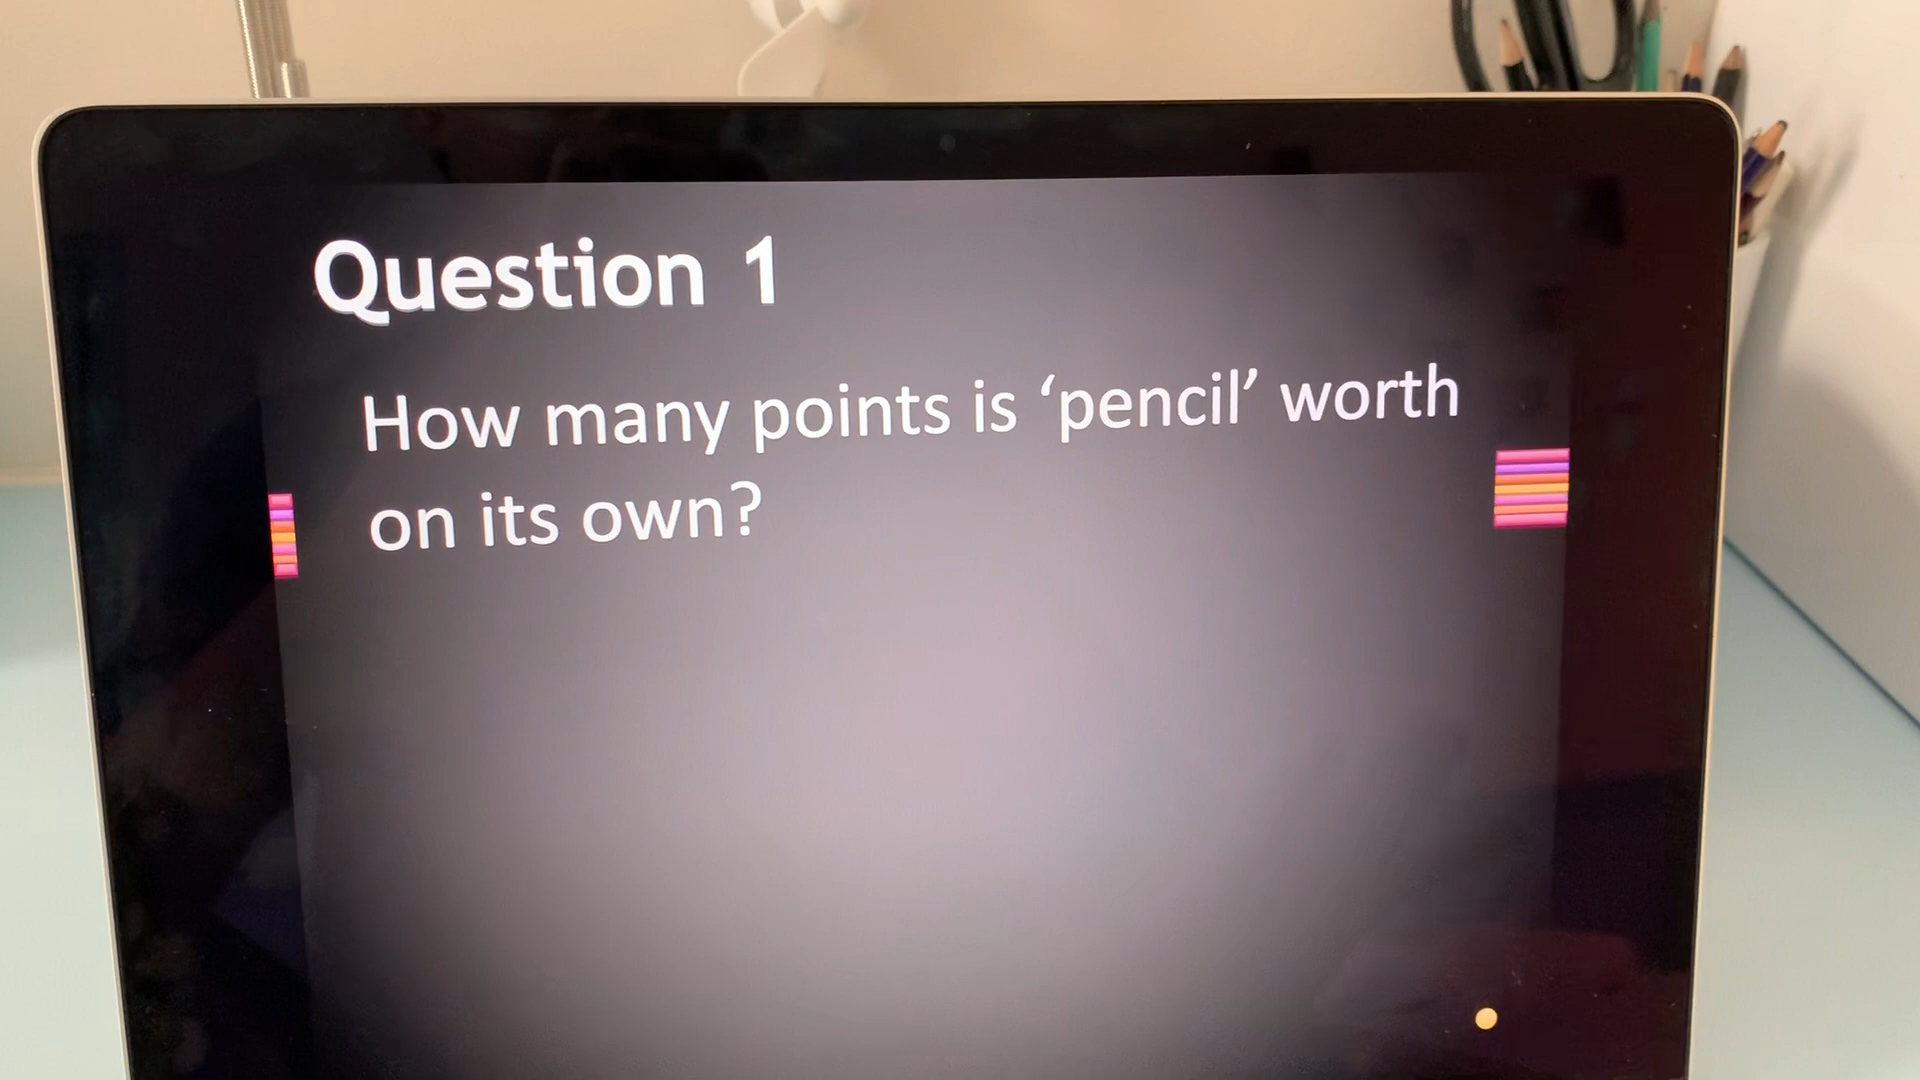 Question 1
How many points is ‘pencil’ worth
on its own?